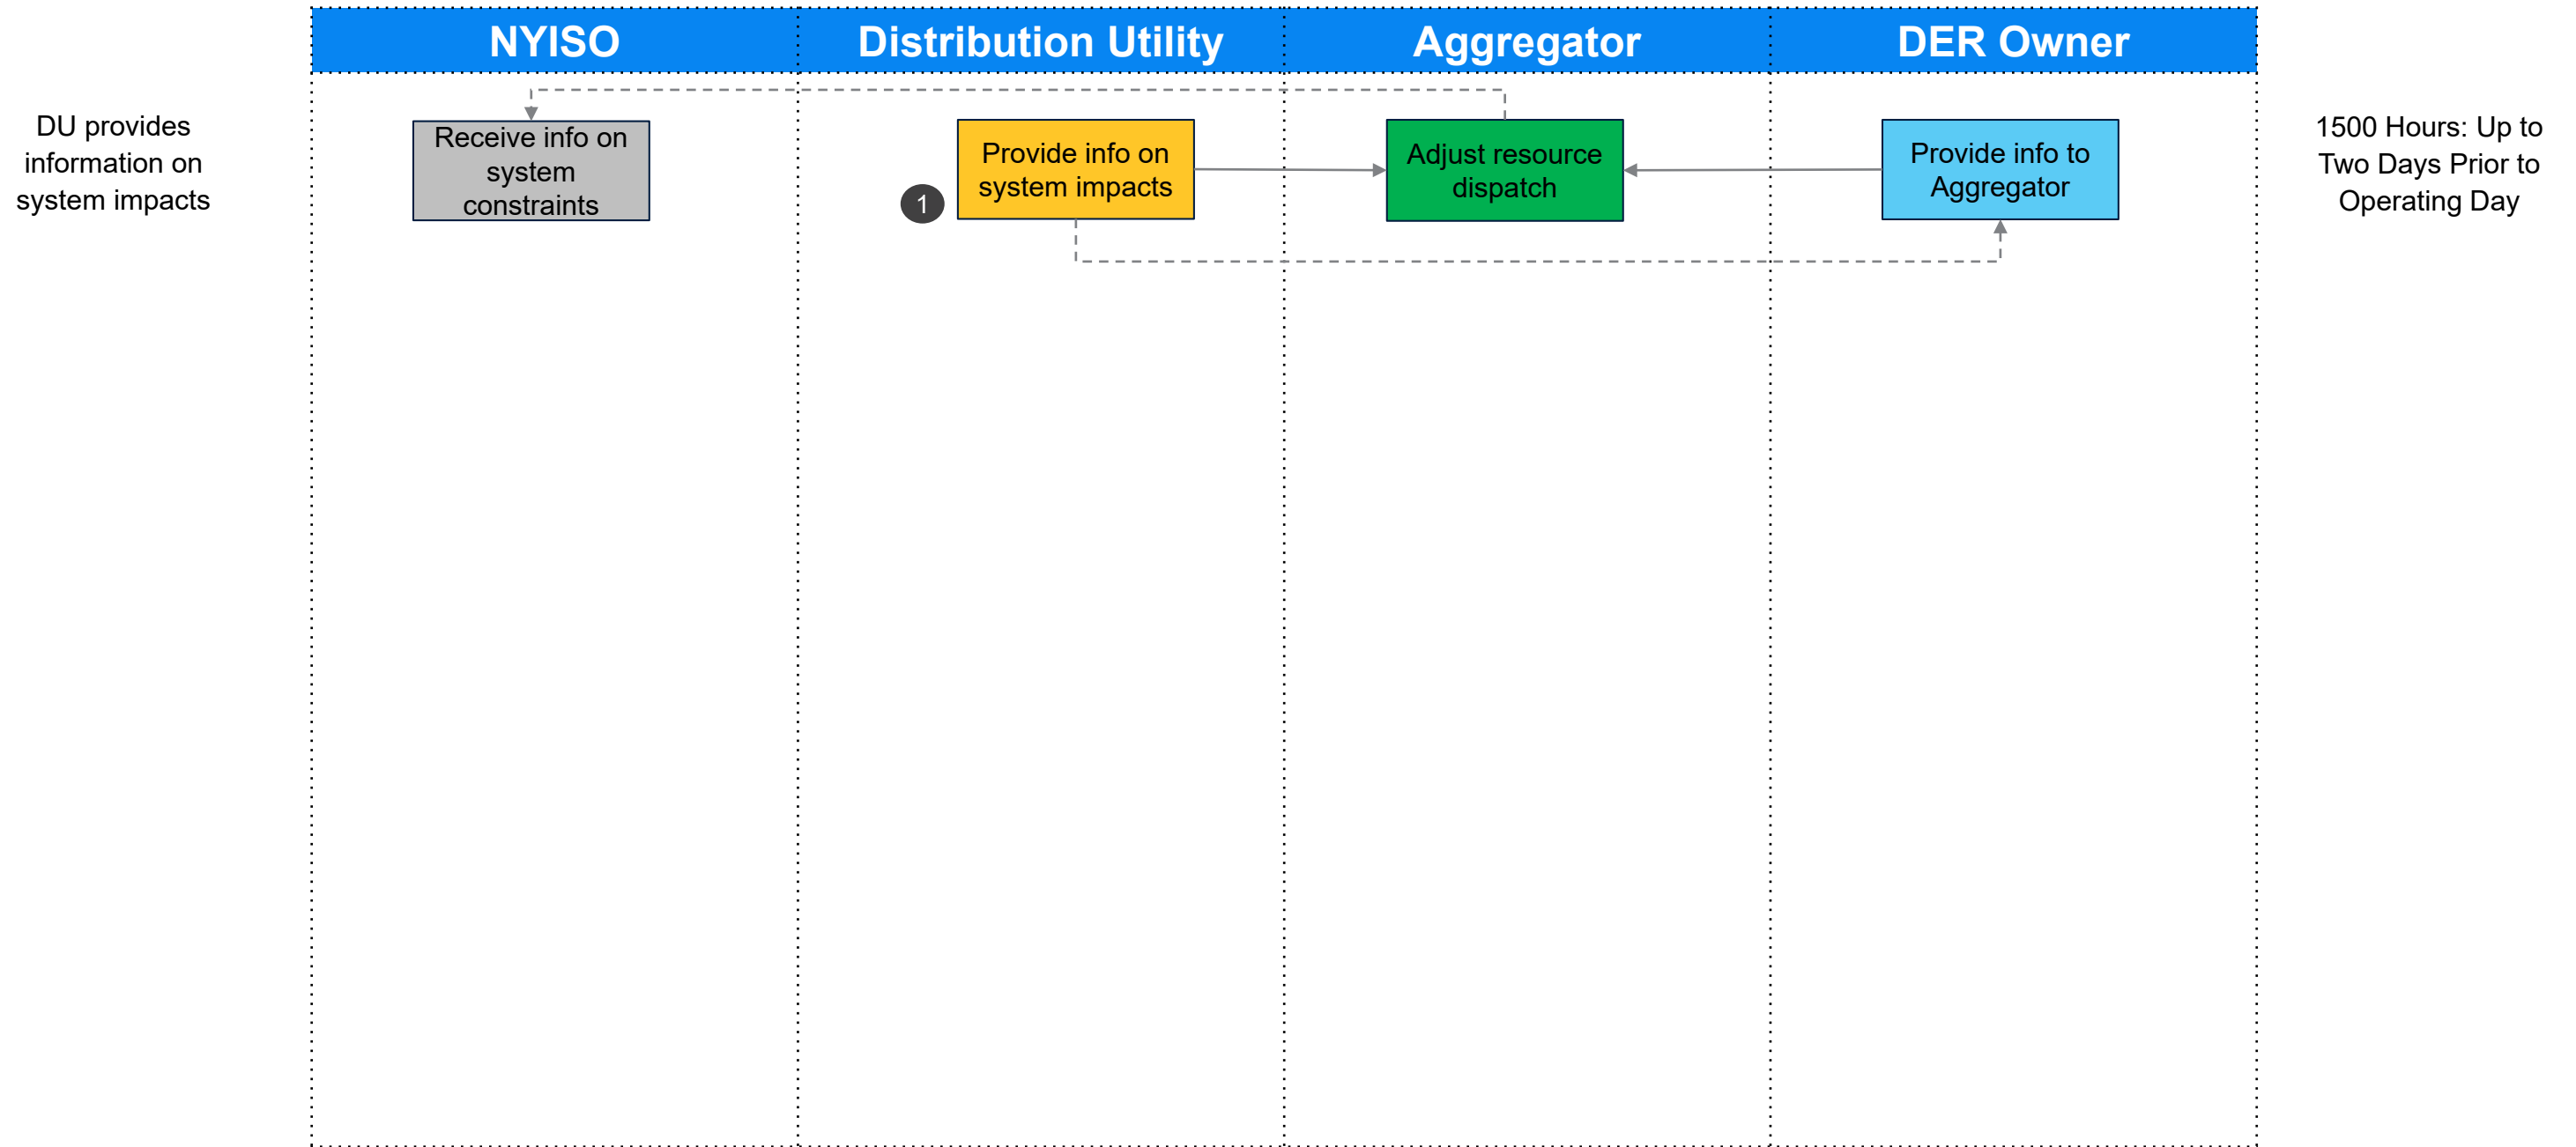 NYISO
Distribution Utility
Aggregator
DER Owner
DU provides
information on
system impacts
Receive info on
system
constraints
1
Provide info on
system impacts
Adjust resource
dispatch
Provide info to
Aggregator
1500 Hours: Up to
Two Days Prior to
Operating Day